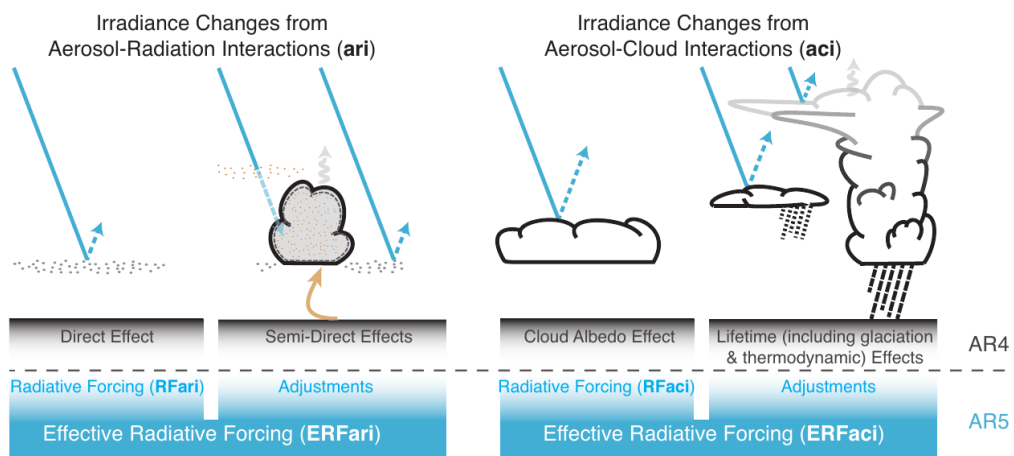 Irradiance Changes from
Aerosol-Radiation Interactions (ari)
Irradiance Changes from
Aerosol-Cloud Interactions (aci)
Direct Effect
Semi-Direct Effects
Cloud Albedo Effect
Lifetime (including glaciation
& thermodynamic) Effects
AR4
Radiative Forcing (RFari)
Adjustments
Radiative Forcing (RFaci)
Adjustments
AR5
Effective Radiative Forcing (ERFari)
Effective Radiative Forcing (ERFaci)